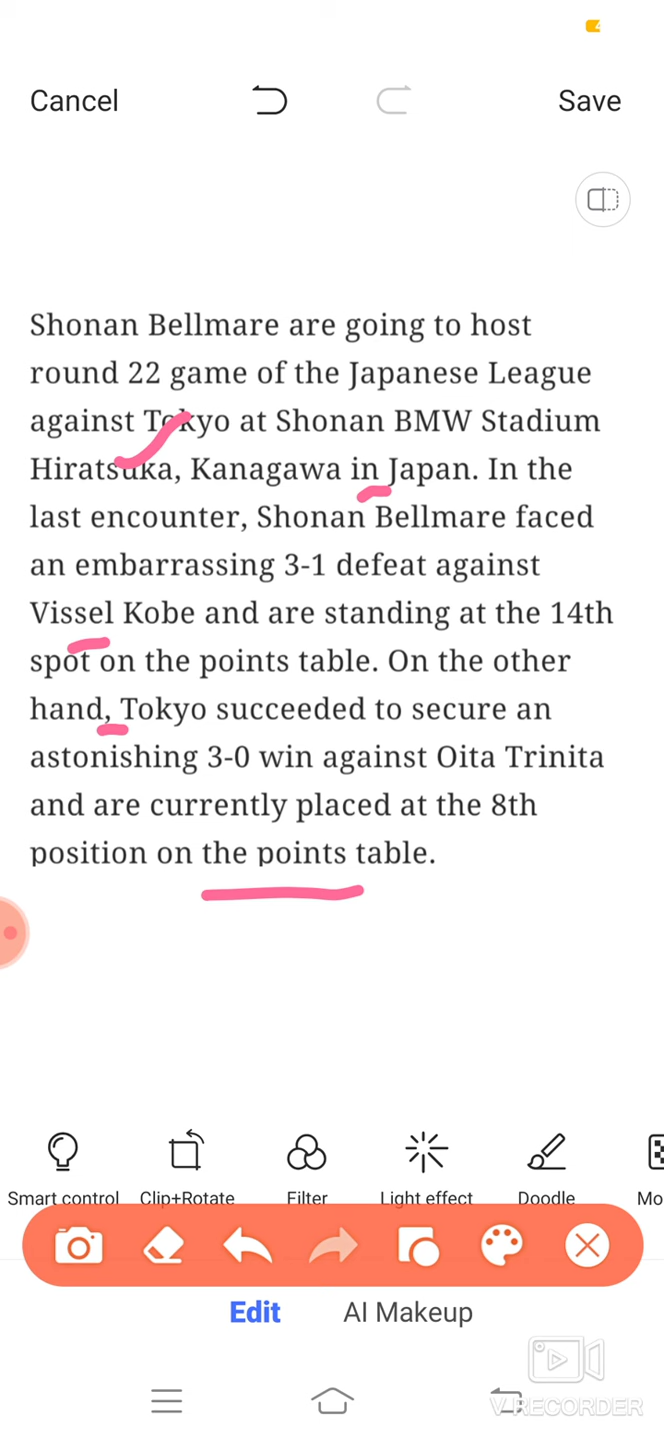 Cancel
Save
Shonan Bellmare are going to host
round 22 game of the Japanese League
against Tokyo at Shonan BMW Stadium
Hiratsuka, Kanagawa in Japan. In the
last encounter, Shonan Bellmare faced
an embarrassing 3-1 defeat against
Vissel Kobe and are standing at the 14th
spot on the points table. On the other
hand, Tokyo succeeded to secure an
astonishing 3-0 win against Oita Trinita
and are currently placed at the 8th
position on the points table.
Smart control Clip+Rotate Filter Light effect Doodle Mo
Edit AI Makeup
V RECORDER